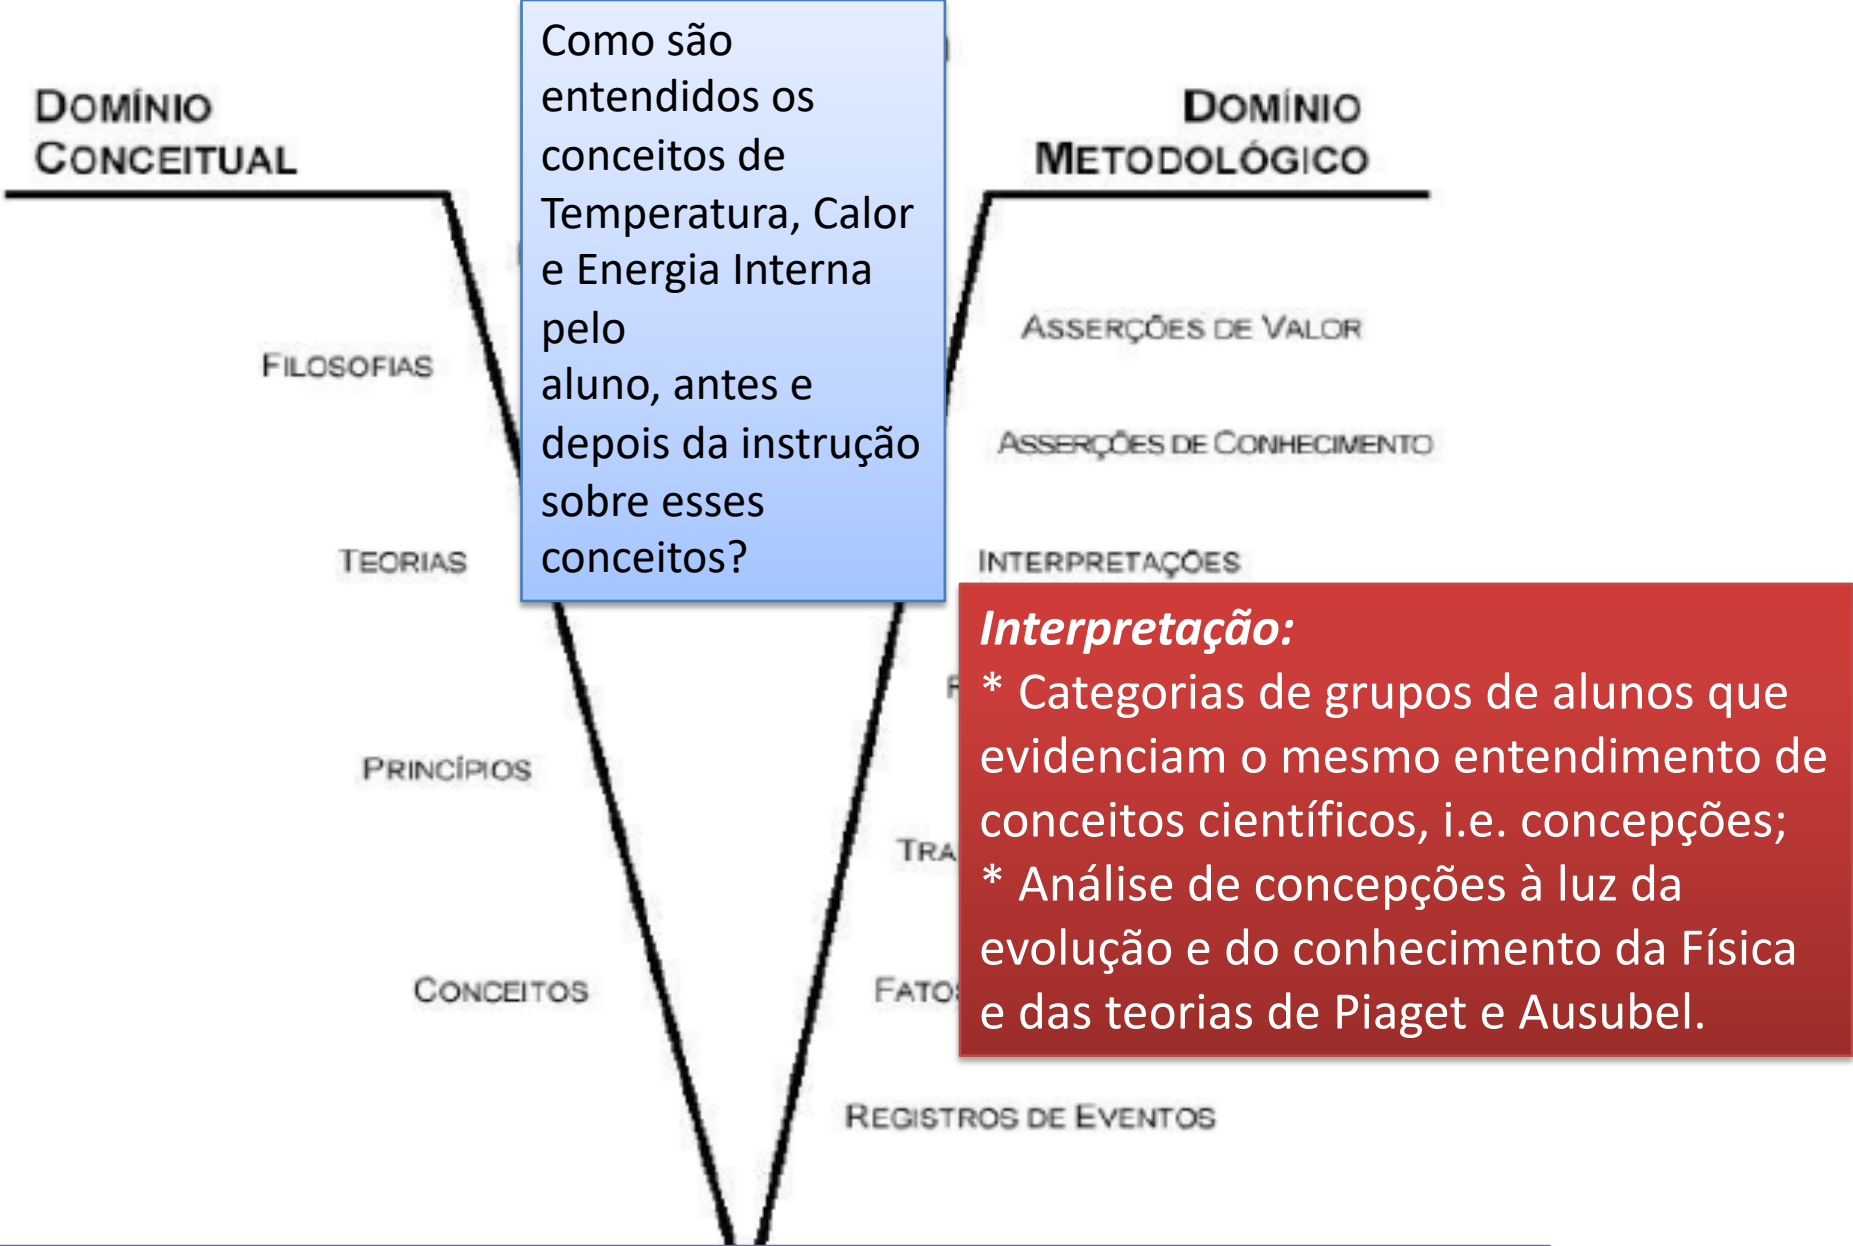 DOMÍNIO
CONCEITUAL
FILOSOFIAS
TEORIAS
PRINCÍPIOS
CONCEITOS
Como são
entendidos os
conceitos de
Temperatura, Calor
e Energia Interna
pelo
aluno, antes e
depois da instrução
sobre esses
conceitos?
DOMÍNIO
METODOLÓGICO
ASSERÇÕES DE VALOR
ASSERÇÕES DE CONHECIMENTO
INTERPRETAÇÕES
Interpretação:
* Categorias de grupos de alunos que
evidenciam o mesmo entendimento de
conceitos científicos, i.e. concepções;
* Análise de concepções à luz da
evolução e do conhecimento da Física
e das teorias de Piaget e Ausubel.
REGISTROS DE EVENTOS